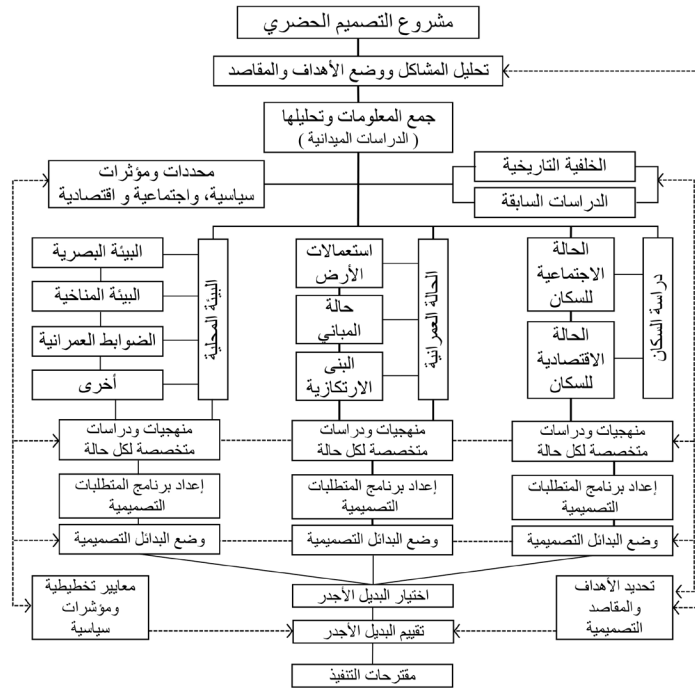 مشروع التصميم الحضري
تحليل المشاكل ووضع الأهداف والمقاصد
جمع المعلومات وتحليلها
( الدراسات الميدانية )
الخلفية التاريخية
الدراسات السابقة
محددات ومؤثرات
سياسية، واجتماعية و اقتصادية
دراسة السكان
الحالة
الاجتماعية
للسكان
الحالة
الاقتصادية
للسكان
الحالة العمرانية
استعمالات
الأرض
حالة
المباني
البنى
الارتكازية
البيئة المحلية
البيئة البصرية
البيئة المناخية
الضوابط العمرانية
أخرى
منهجيات ودراسات
متخصصة لكل حالة
منهجيات ودراسات
متخصصة لكل حالة
منهجيات ودراسات
متخصصة لكل حالة
إعداد برنامج المتطلبات
التصميمية
إعداد برنامج المتطلبات
التصميمية
إعداد برنامج المتطلبات
التصميمية
وضع البدائل التصميمية
وضع البدائل التصميمية
وضع البدائل التصميمية
تحديد الأهداف
والمقاصد
التصميمية
اختيار البديل الأجدر
تقييم البديل الأجدر
معايير تخطيطية
ومؤشرات
سياسية
مقترحات التنفيذ